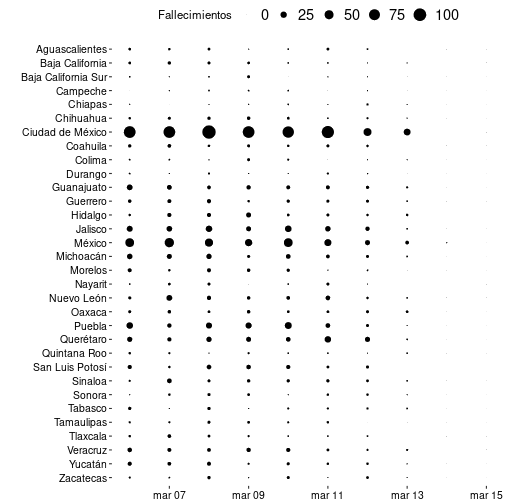 Fallecimientos 0 25 50 75 100
Aguascalientes
Baja California
Baja California Sur
Campeche
Chiapas
Chihuahua
Ciudad de México
Coahuila
Colima
Durango
Guanajuato
Guerrero
Hidalgo
Jalisco
México
Michoacán
Morelos
Nayarit
Nuevo León
Oaxaca
Puebla
Querétaro
Quintana Roo
San Luis Potosí
Sinaloa
Sonora
Tabasco
Tamaulipas
Tlaxcala
Veracruz
Yucatán
Zacatecas
mar 07 mar 09 mar 11 mar 13 mar 15